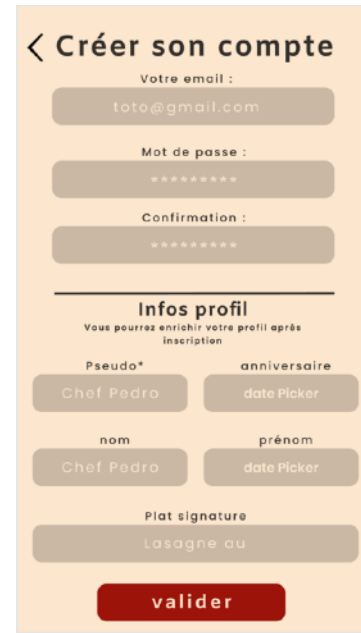 Créer son compte
Votre email :
toto@gmail.com
Mot de passe :
*********
Confirmation :
*********
Infos profil
Vous pourrez enrichir votre profil après
inscription
Pseudo* anniversaire
Chef Pedro date Picker
nom prénom
Chef Pedro date Picker
Plat signature
Lasagne au
valider